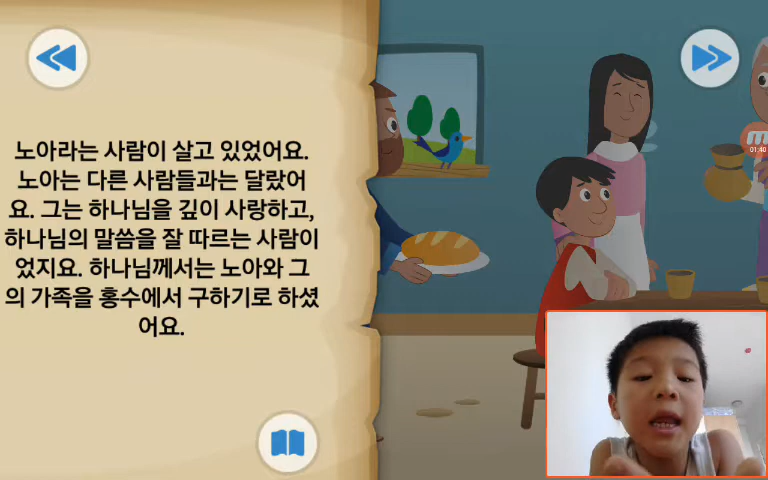 노아라는 사람이 살고 있었어요.
노아는 다른 사람들과는 달랐어
요. 그는 하나님을 깊이 사랑하고,
하나님의 말씀을 잘 따르는 사람이
었지요. 하나님께서는 노아와 그
의 가족을 홍수에서 구하기로 하셨
어요.
01:40